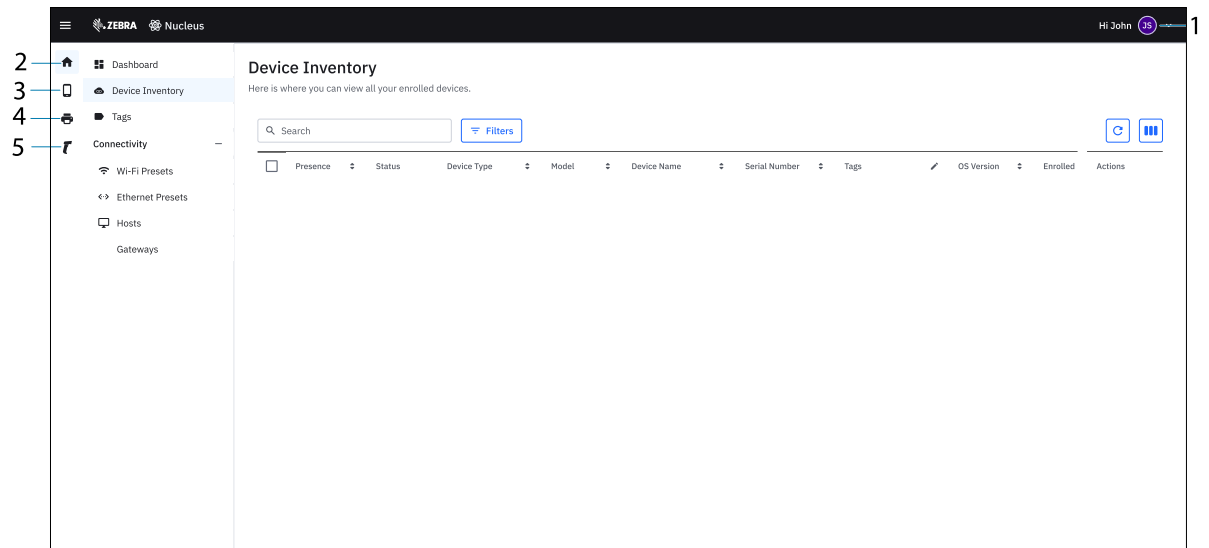 ZEBRA Nucleus Hi John JS 1
2 Dashboard
Device Inventory
3 Device Inventory
Here is where you can view all your enrolled devices.
4 Tags
Search Filters
5 Connectivity −
Presence Status Device Type Model Device Name Serial Number Tags OS Version Enrolled Actions
Wi-Fi Presets
Ethernet Presets
Hosts
Gateways